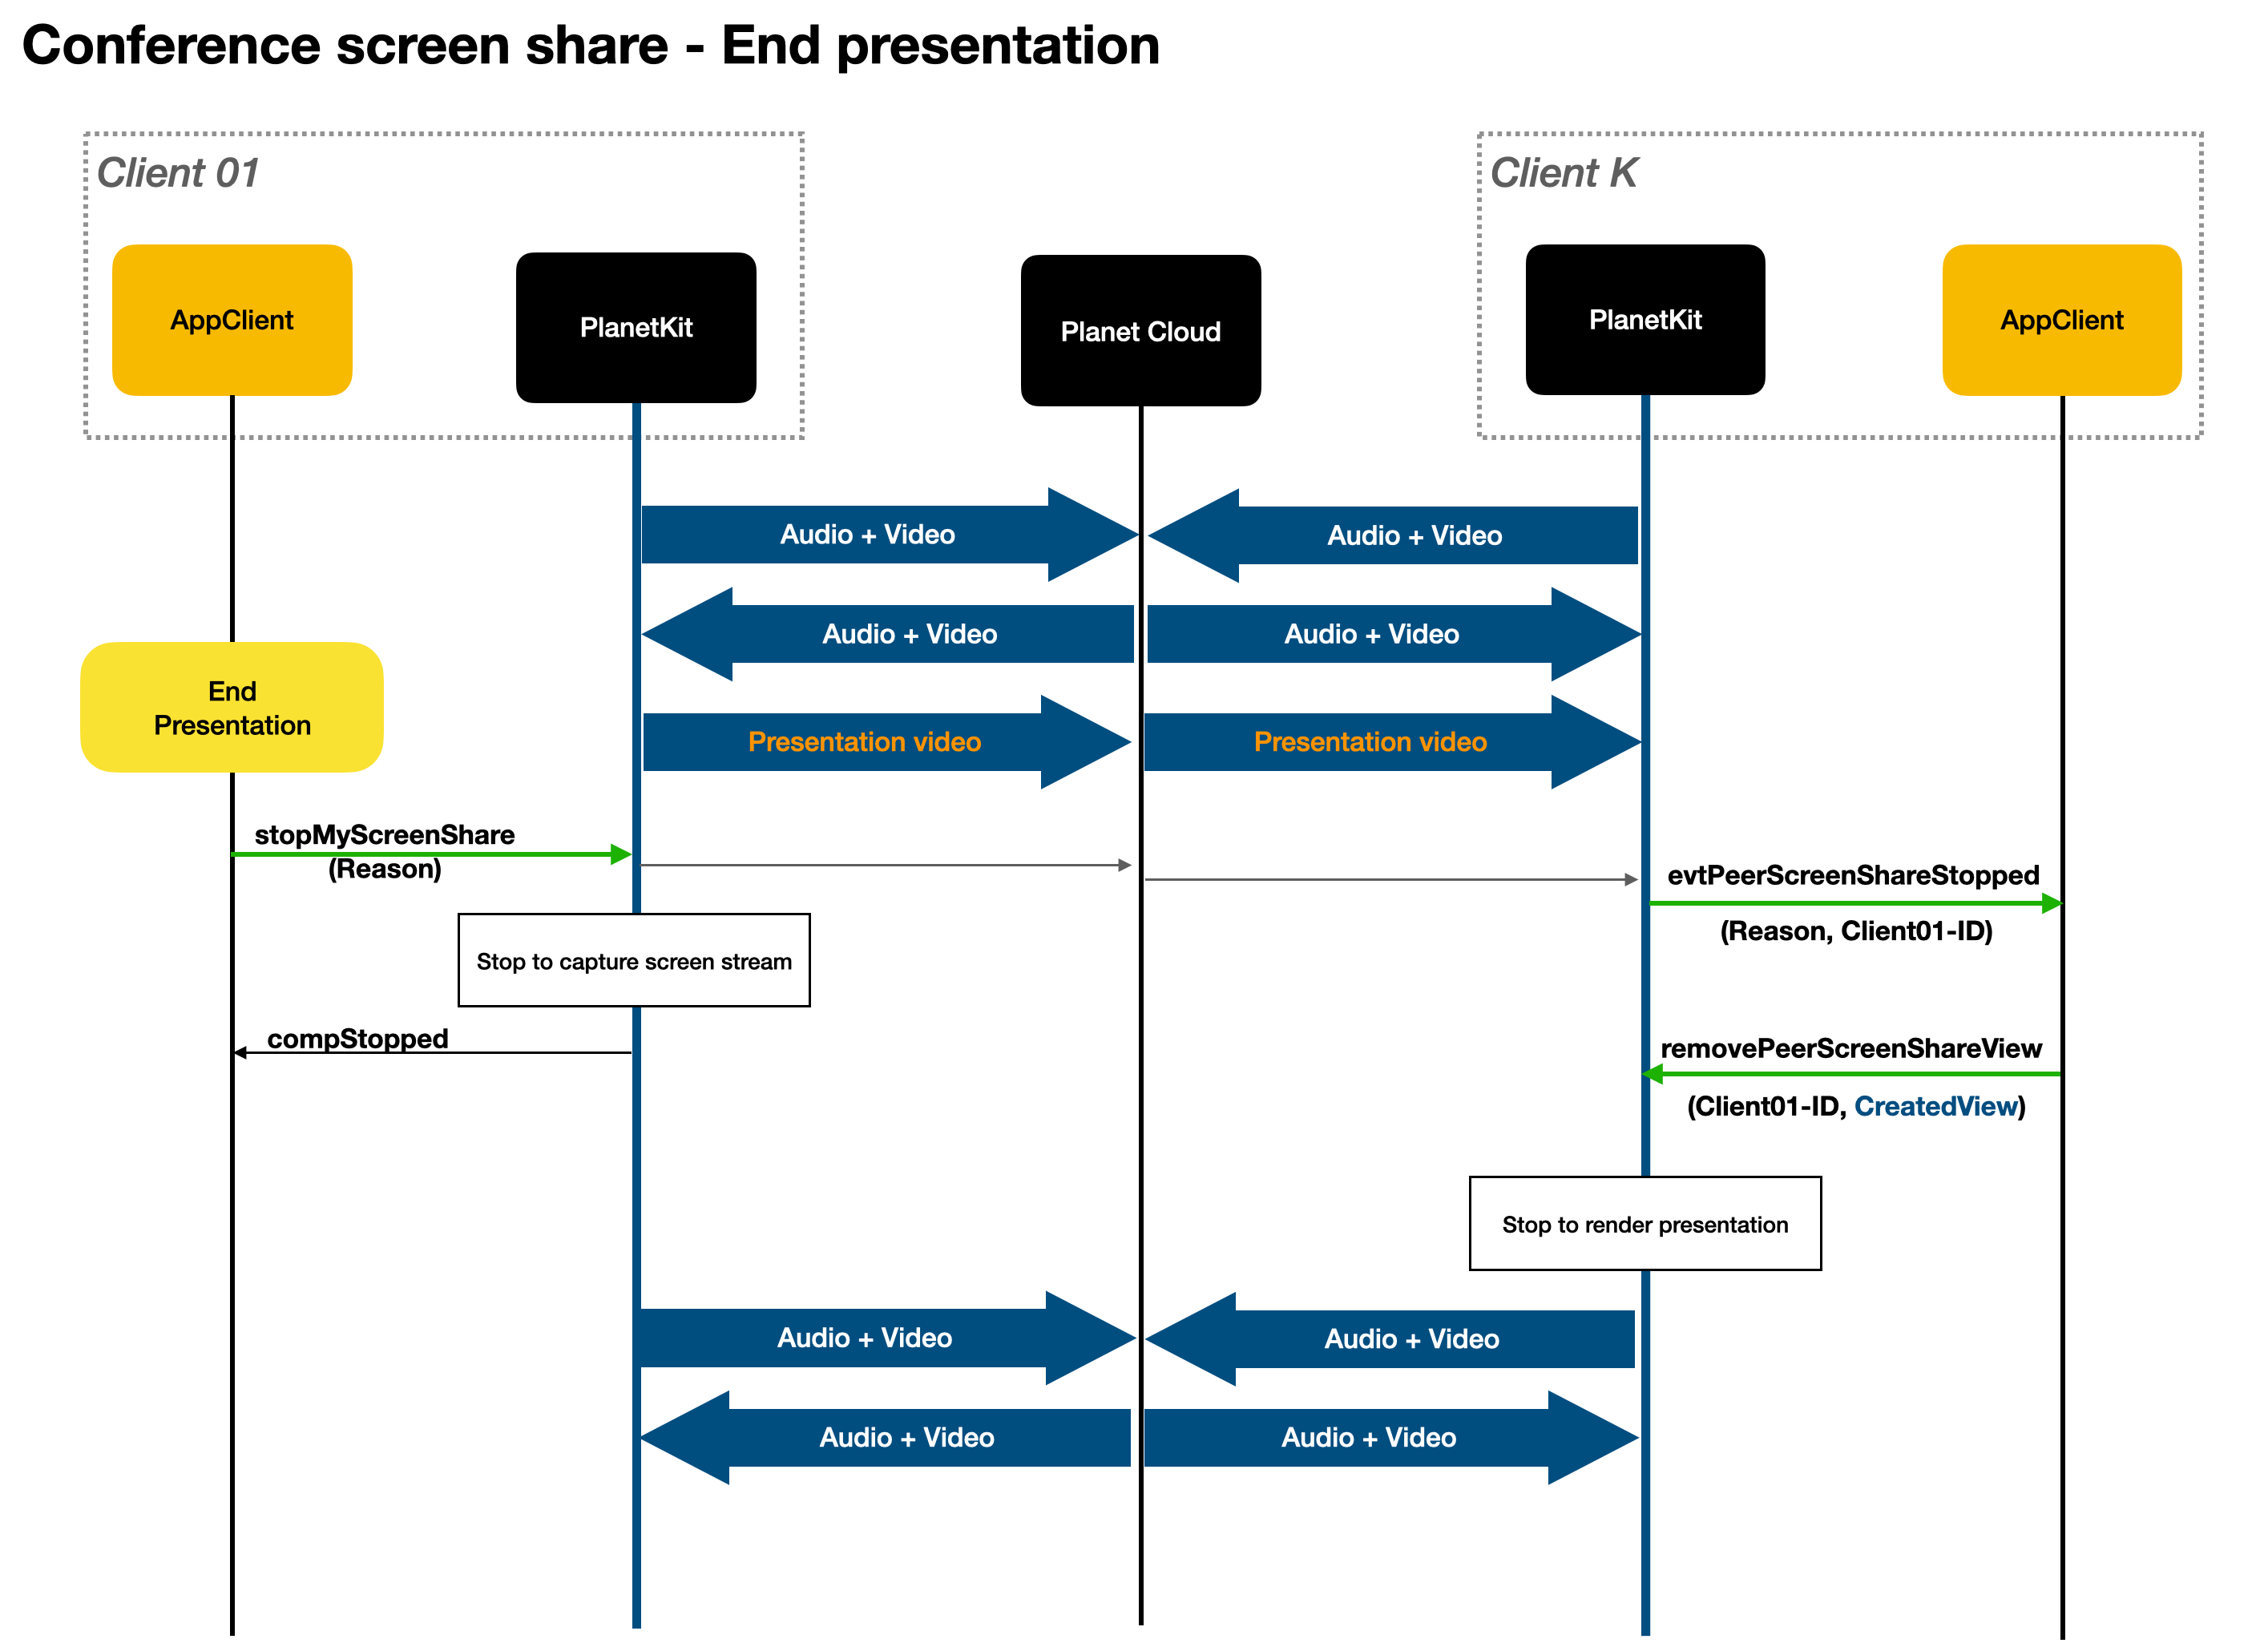 Conference screen share - End presentation
Client 01
Client K
AppClient
PlanetKit
Planet Cloud
PlanetKit
AppClient
Audio + Video
Audio + Video
Audio + Video
Audio + Video
End
Presentation
Presentation video
Presentation video
stopMyScreenShare
(Reason)
evtPeerScreenShareStopped
(Reason, Client01-ID)
Stop to capture screen stream
compStopped
removePeerScreenShareView
(Client01-ID, CreatedView)
Stop to render presentation
Audio + Video
Audio + Video
Audio + Video
Audio + Video